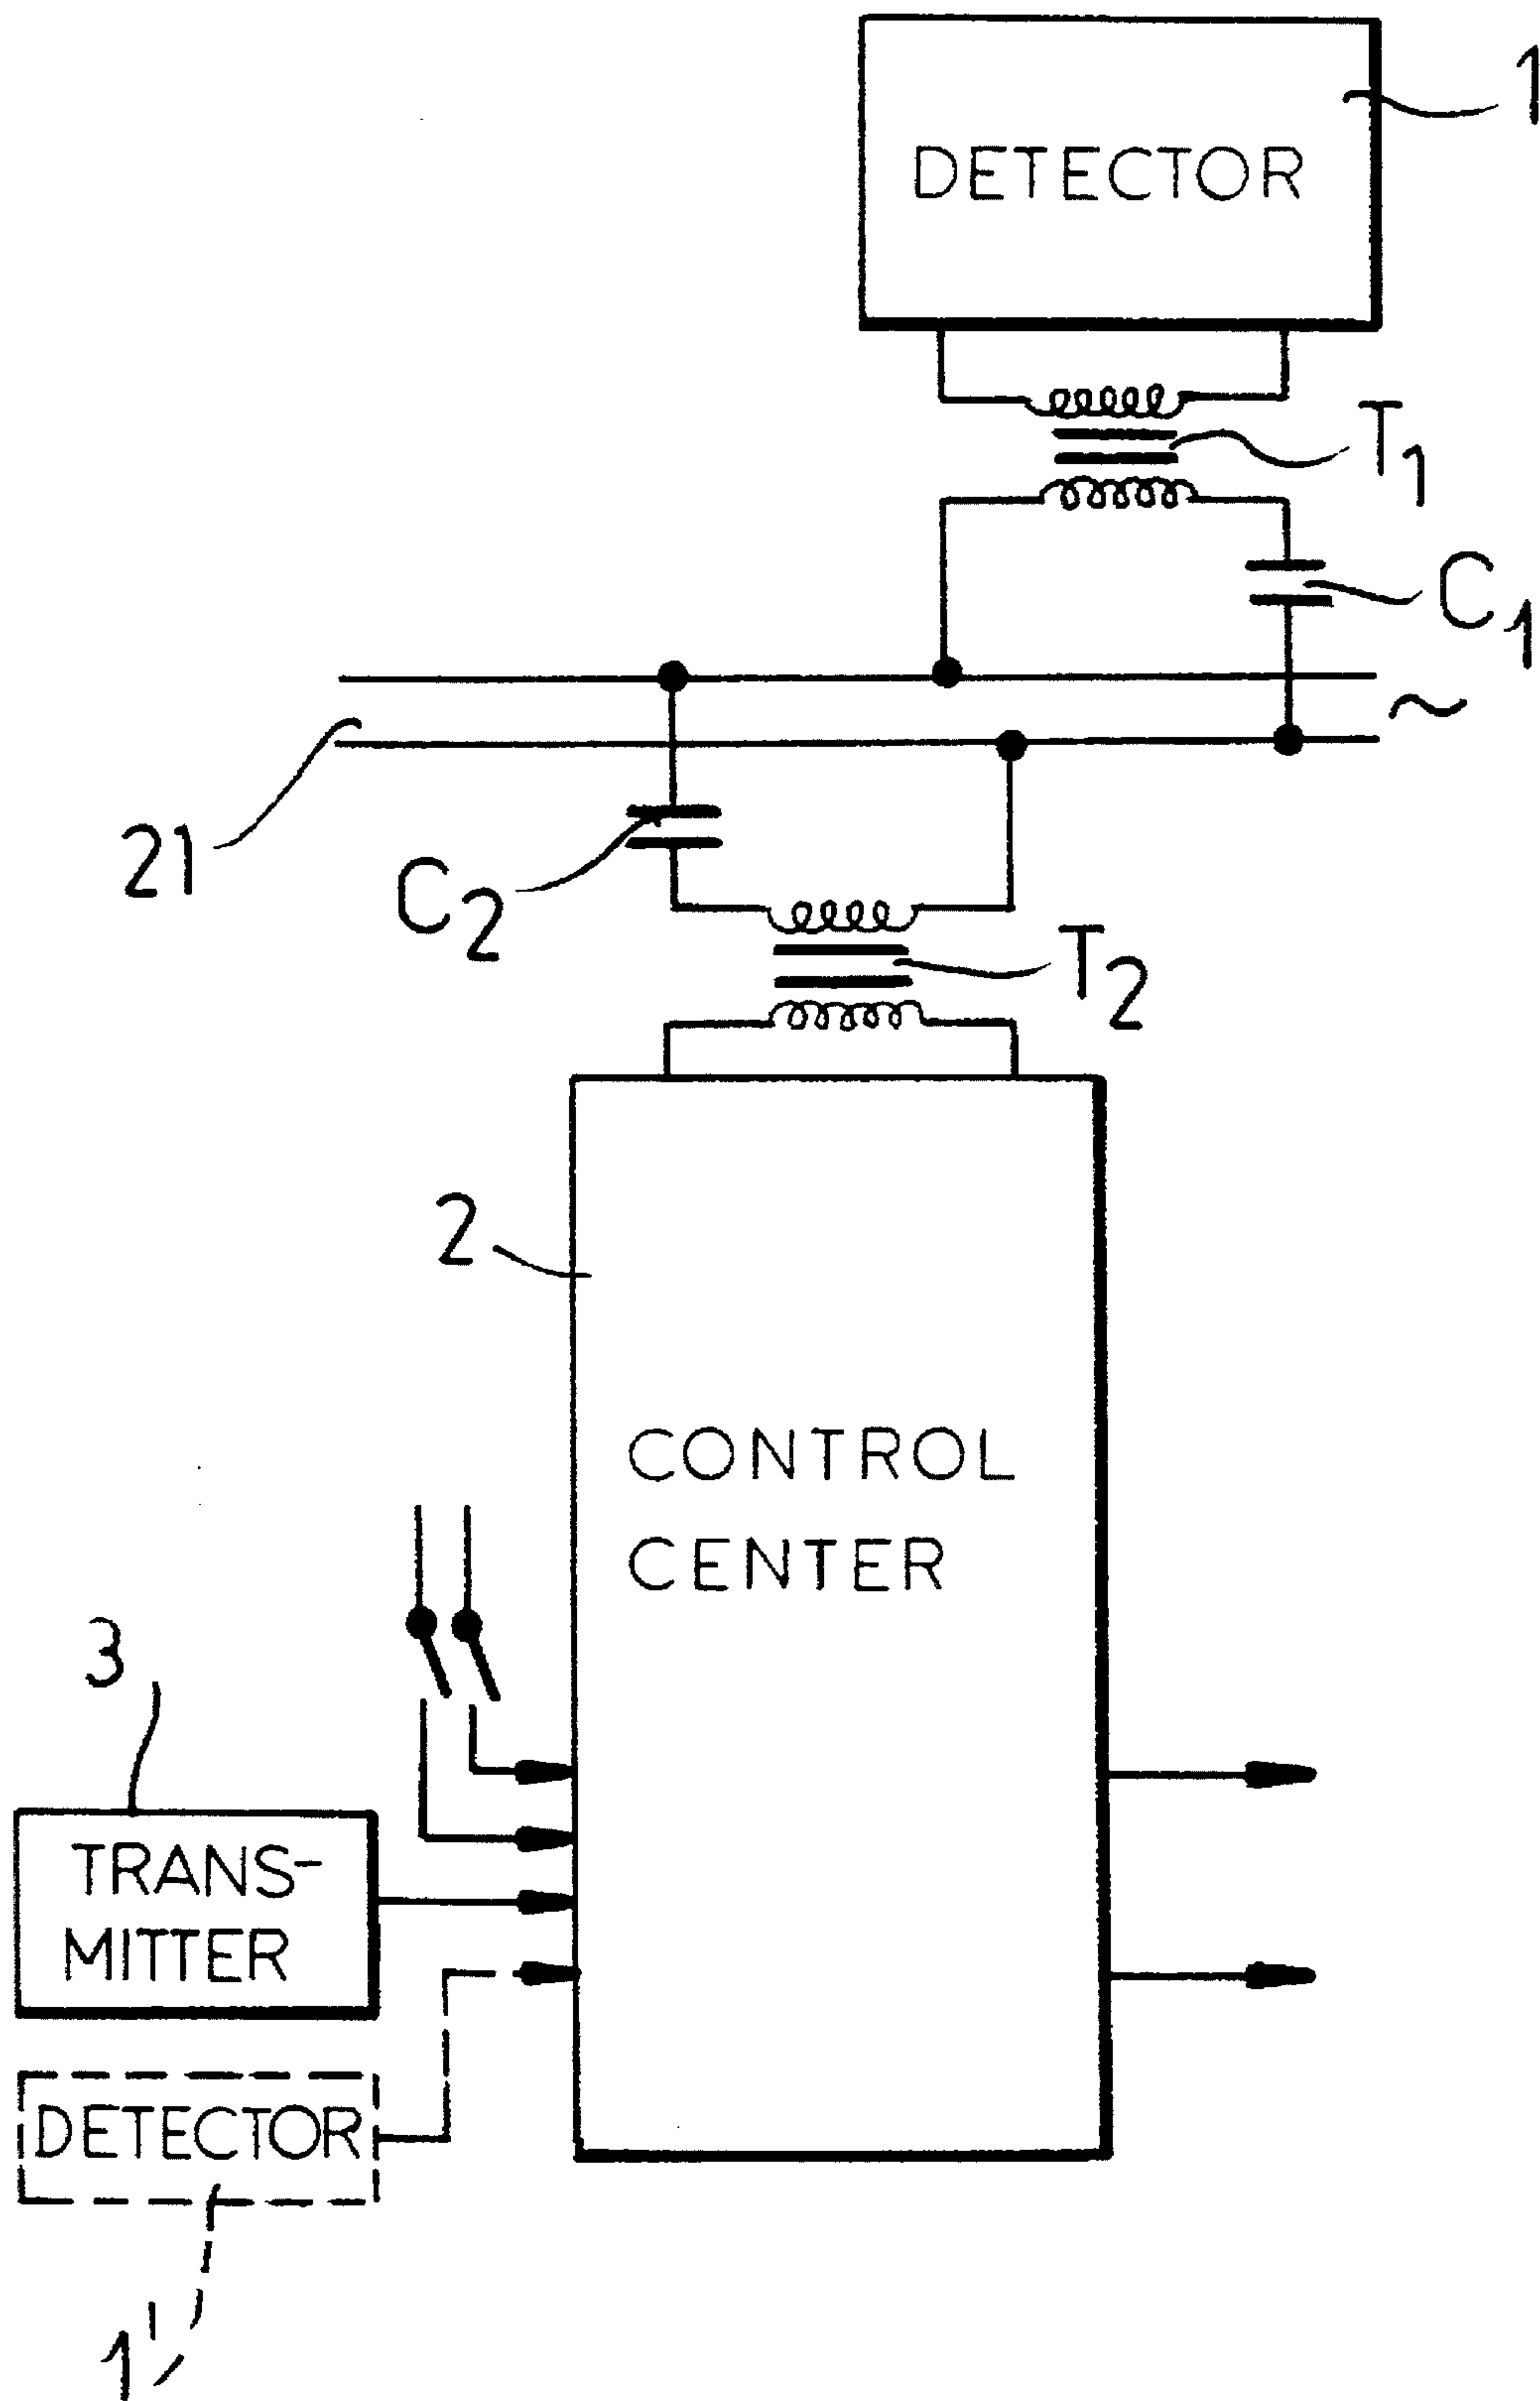 1
DETECTOR
T1
C1
~
21
C2
T2
2
CONTROL
CENTER
3
TRANS-
MITTER
DETECTOR
1'